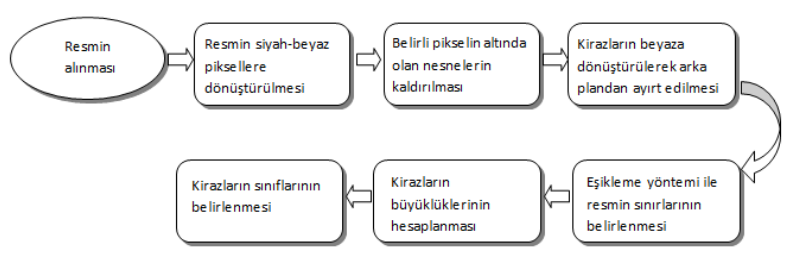 Resmin
alınması
Resmin siyah-beyaz
piksellere
dönüştürülmesi
Belirli pikselin altında
olan nesnelerin
kaldırılması
Kirazların beyaza
dönüştürülerek arka
plandan ayırt edilmesi
Eşikleme yöntemi ile
resmin sınırlarının
belirlenmesi
Kirazların
büyüklüklerinin
hesaplanması
Kirazların sınıflarının
belirlenmesi